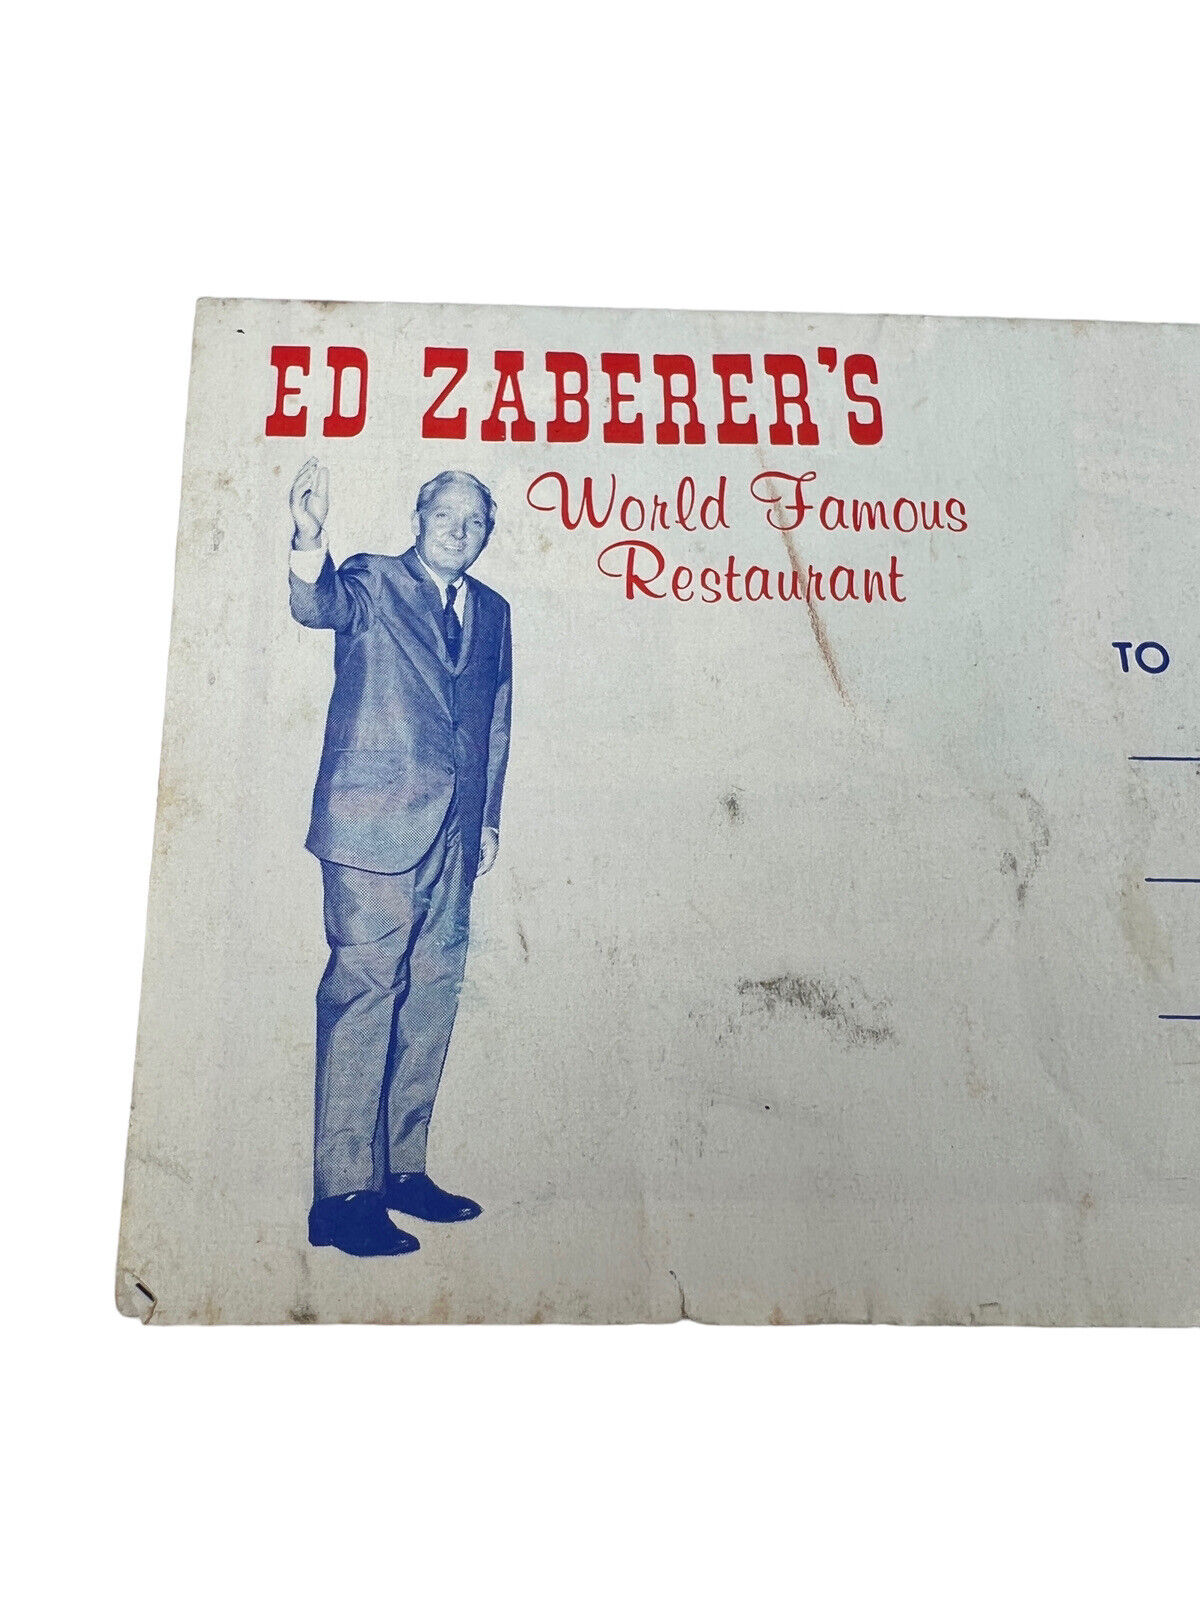 ED ZABERER'S
World Famous
Restaurant
TO